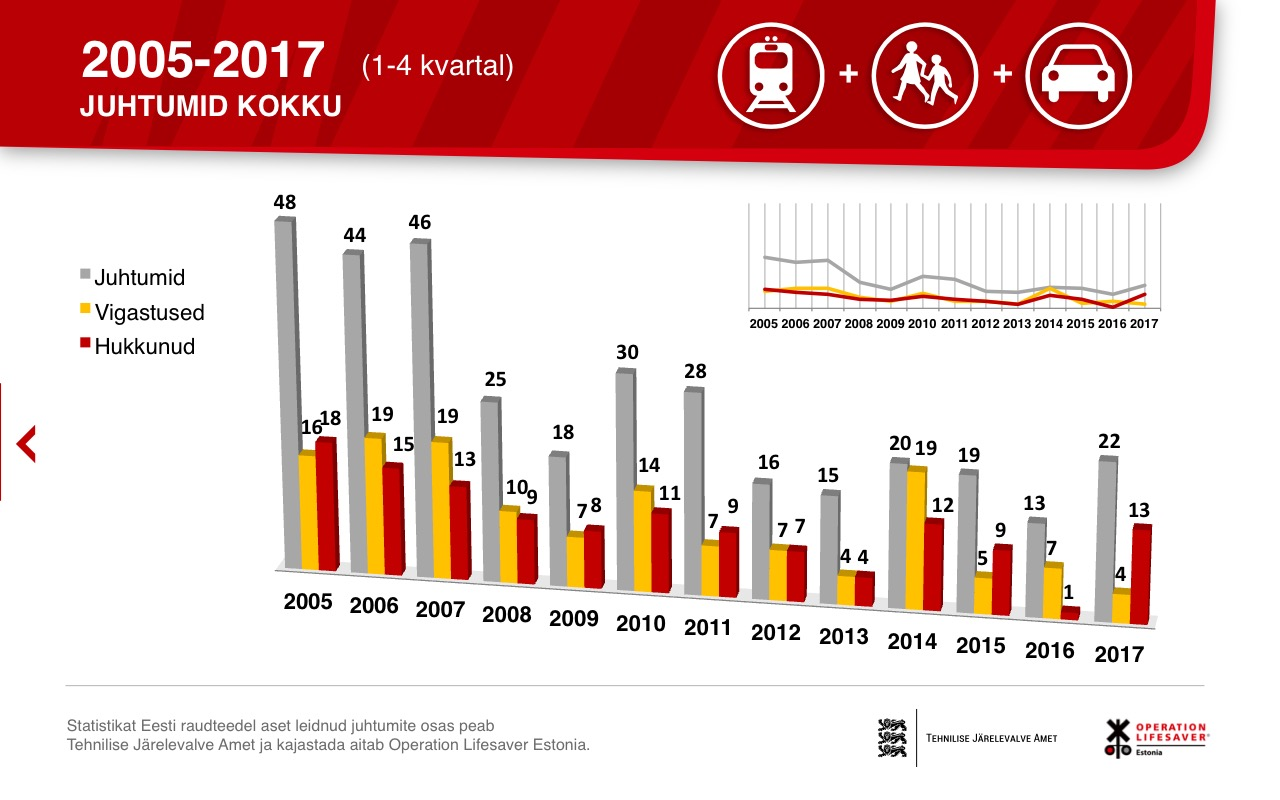 2005-2017 (1-4 kvartal)
JUHTUMID KOKKU
+ +
Juhtumid
Vigastused
Hukkunud
48 16 18
44 19 15
46 19 13
25 10 9
18 7 8
30 14 11
28 7 9
16 7 7
15 4 4
20 19 12
19 5 9
13 7 1
22 4 13
2005 2006 2007 2008 2009 2010 2011 2012 2013 2014 2015 2016 2017
2005 2006 2007 2008 2009 2010 2011 2012 2013 2014 2015 2016 2017
Statistikat Eesti raudteedel aset leidnud juhtumite osas peab
Tehnilise Järelevalve Amet ja kajastada aitab Operation Lifesaver Estonia.
TEHNILISE JÄRELEVALVE AMET
OPERATION
LIFESAVER®
Estonia